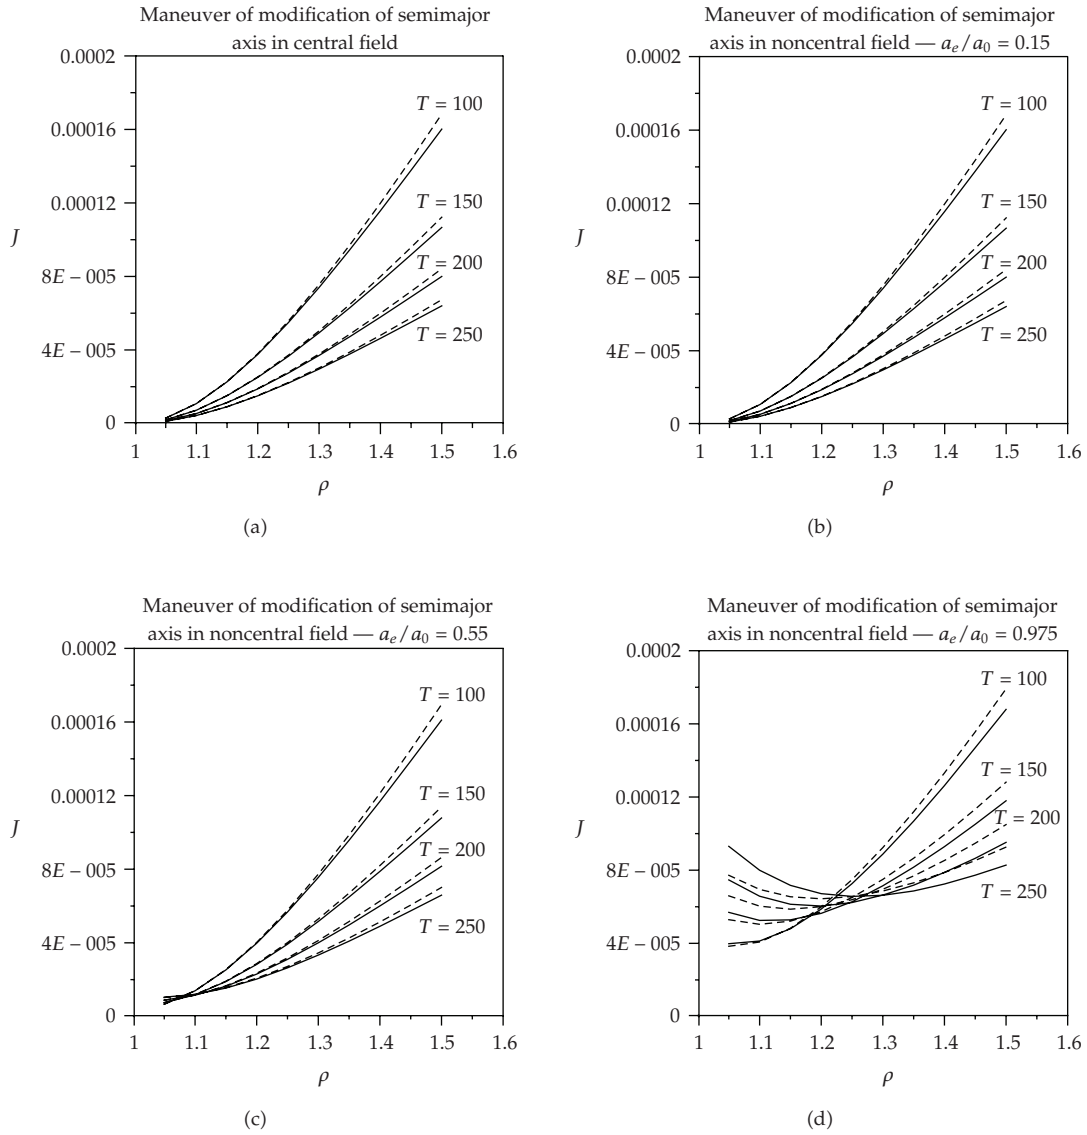 Maneuver of modification of semimajor
axis in central field
0.0002
0.00016
0.00012
8E − 005
4E − 005
0
J
T = 100
T = 150
T = 200
T = 250
1 1.1 1.2 1.3 1.4 1.5 1.6
ρ
(a)
Maneuver of modification of semimajor
axis in noncentral field — a_e/a_0 = 0.15
0.0002
0.00016
0.00012
8E − 005
4E − 005
0
J
T = 100
T = 150
T = 200
T = 250
1 1.1 1.2 1.3 1.4 1.5 1.6
ρ
(b)
Maneuver of modification of semimajor
axis in noncentral field — a_e/a_0 = 0.55
0.0002
0.00016
0.00012
8E − 005
4E − 005
0
J
T = 100
T = 150
T = 200
T = 250
1 1.1 1.2 1.3 1.4 1.5 1.6
ρ
(c)
Maneuver of modification of semimajor
axis in noncentral field — a_e/a_0 = 0.975
0.0002
0.00016
0.00012
8E − 005
4E − 005
0
J
T = 100
T = 150
T = 200
T = 250
1 1.1 1.2 1.3 1.4 1.5 1.6
ρ
(d)